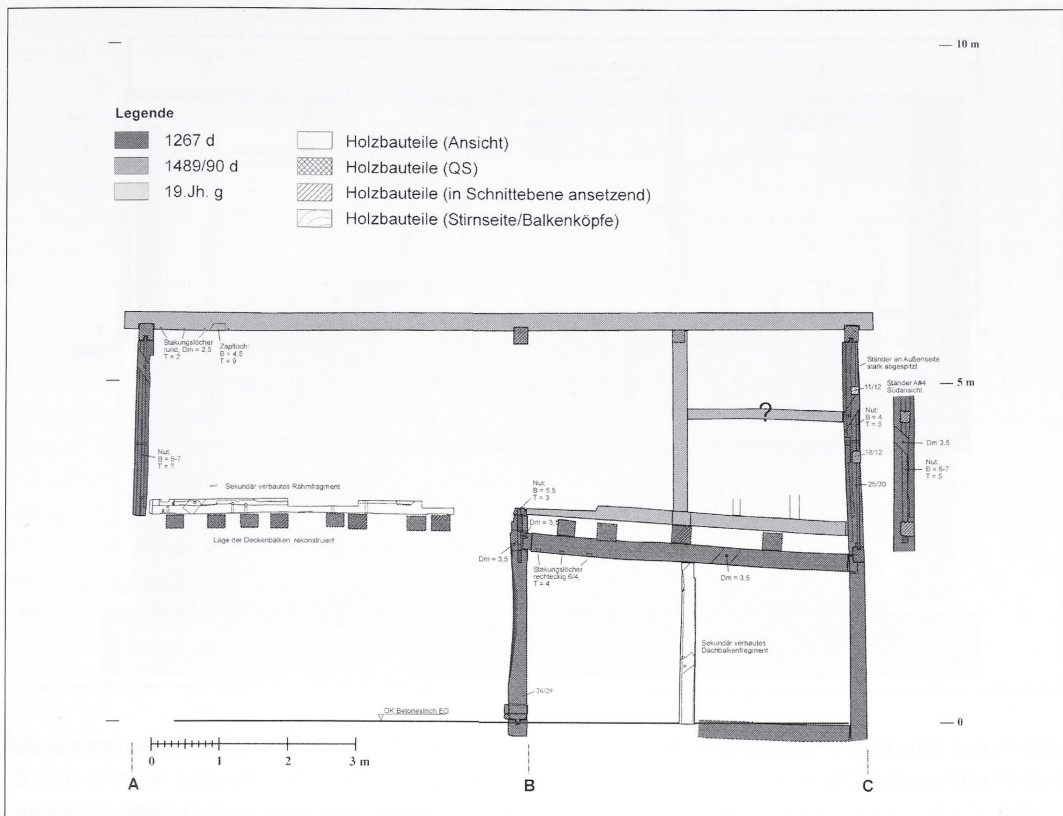 10 m
Legende
1267 d
1489/90 d
19.Jh. g
Holzbauteile (Ansicht)
Holzbauteile (QS)
Holzbauteile (in Schnittebene ansetzend)
Holzbauteile (Stirnseite/Balkenköpfe)
Stakungslöcher
rund, Dm = 2,5
T = 2
Zapfloch:
B = 4,5
T = 9
Ständer an Außenseite
stark abgespitzt
5 m
11/12
Ständer A#4
Südansicht
?
Nut:
B = 4
T = 5
Dm 3,5
Nut:
B = 6-7
T = ?
18/12
Nut:
B = 6-7
T = 5
Sekundär verbautes Rähmfragment
25/30
Nut:
B = 5,5
T = 3
Dm = 3,5
Lage der Deckenbalken rekonstruiert
Dm = 3,5
Stakungslöcher
rechteckig 6/4,
T = 4
Dm = 3,5
Sekundär verbautes
Dachbalkenfragment
26/29
OK Betonestrich EG
0
0 1 2 3 m
A B C